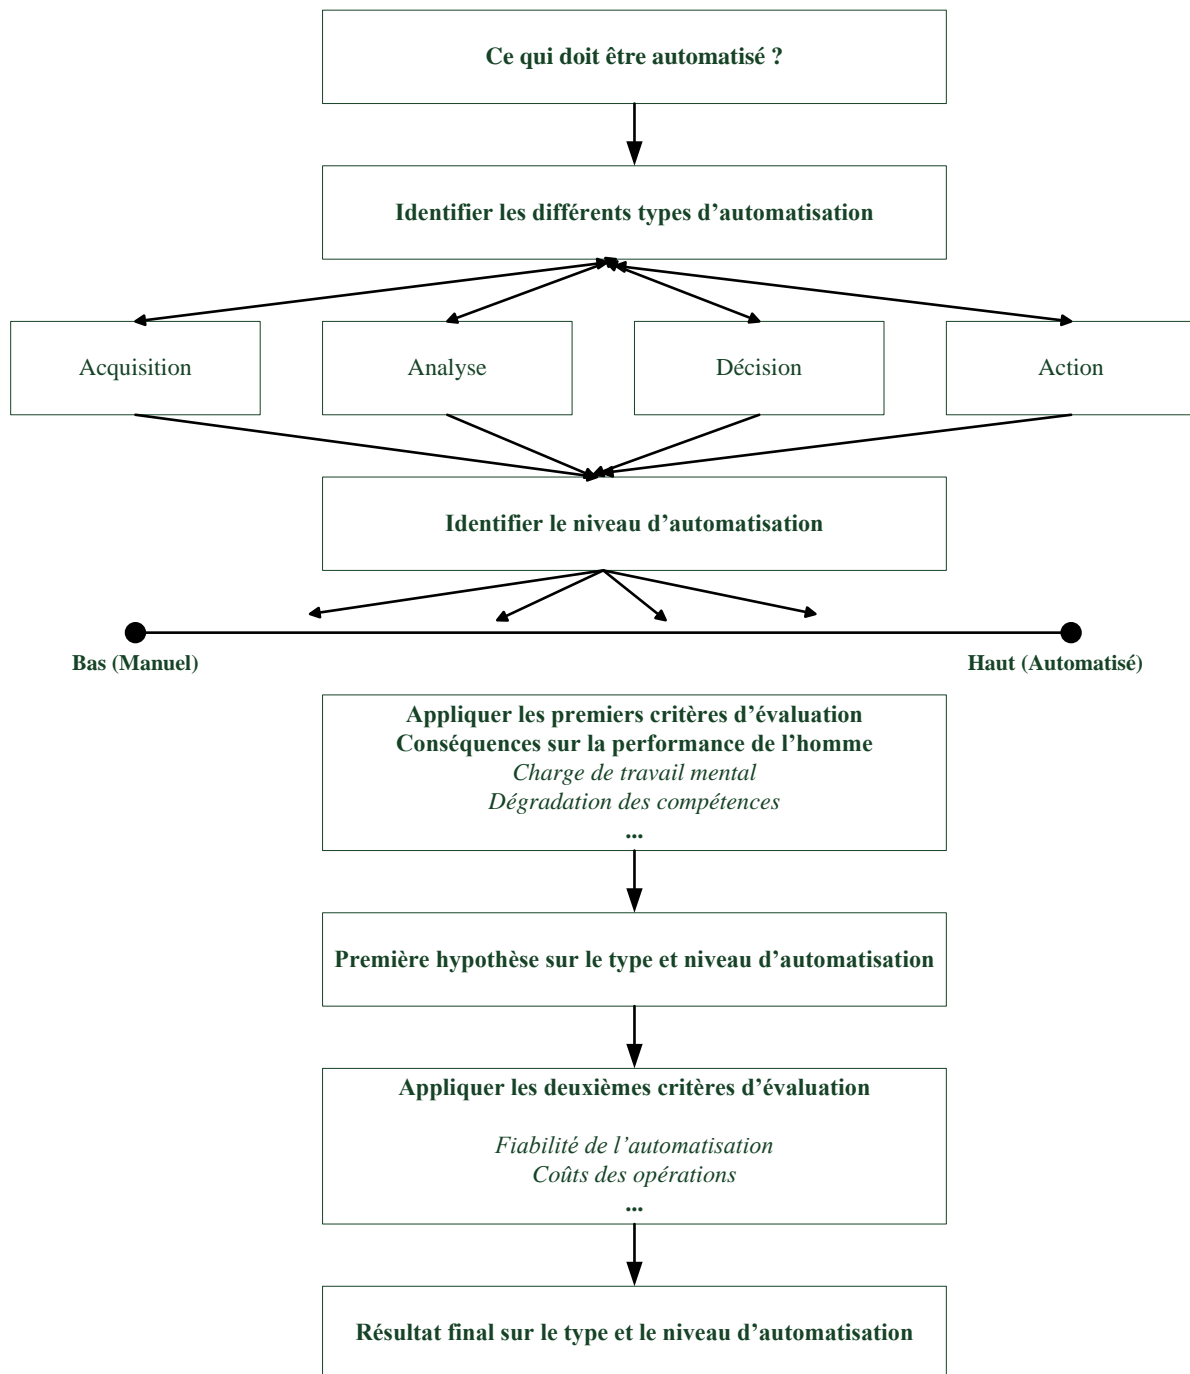 Ce qui doit être automatisé ?
Identifier les différents types d’automatisation
Acquisition
Analyse
Décision
Action
Identifier le niveau d’automatisation
Bas (Manuel)
Haut (Automatisé)
Appliquer les premiers critères d’évaluation
Conséquences sur la performance de l’homme
Charge de travail mental
Dégradation des compétences
...
Première hypothèse sur le type et niveau d’automatisation
Appliquer les deuxièmes critères d’évaluation
Fiabilité de l’automatisation
Coûts des opérations
...
Résultat final sur le type et le niveau d’automatisation